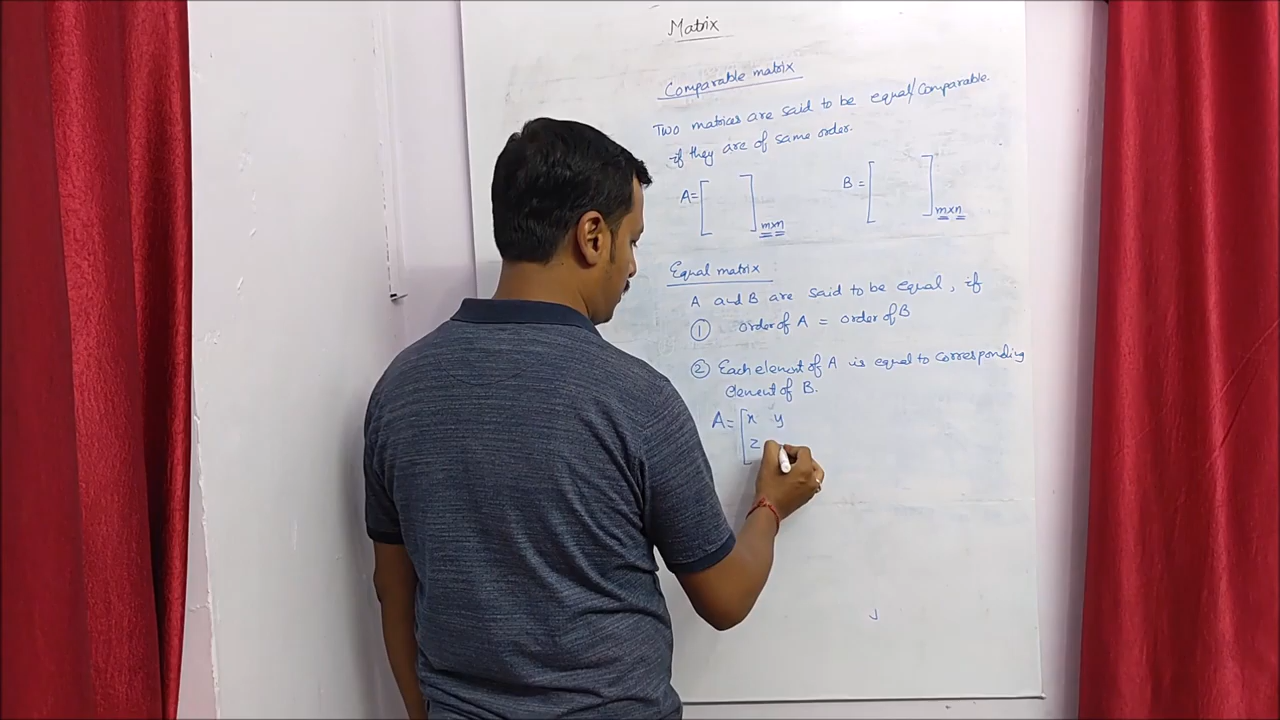 Matrix
Comparable matrix
Two matrices are said to be equal/Comparable.
if they are of same order.
A = [ ] m×n B = [ ] m×n
Equal matrix
A and B are said to be equal, if
① order of A = order of B
② Each element of A is equal to corresponding
element of B.
A = [ x y
z